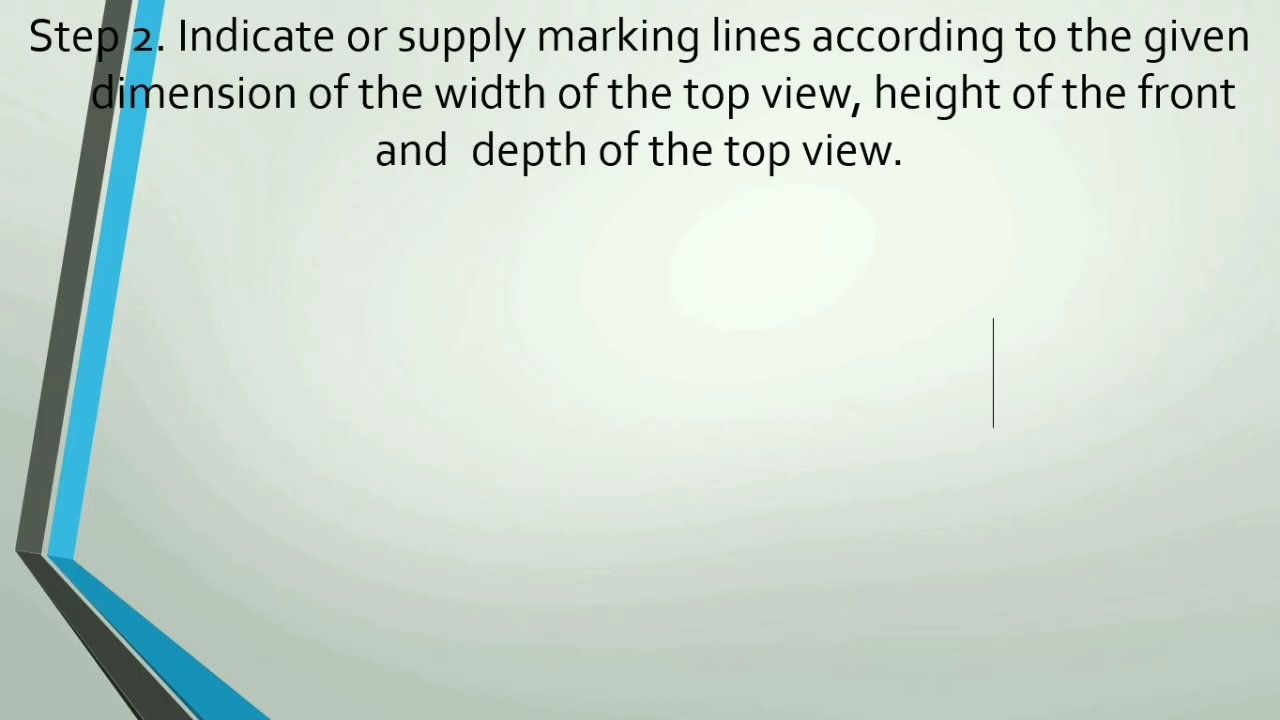 Step 2. Indicate or supply marking lines according to the given
dimension of the width of the top view, height of the front
and depth of the top view.